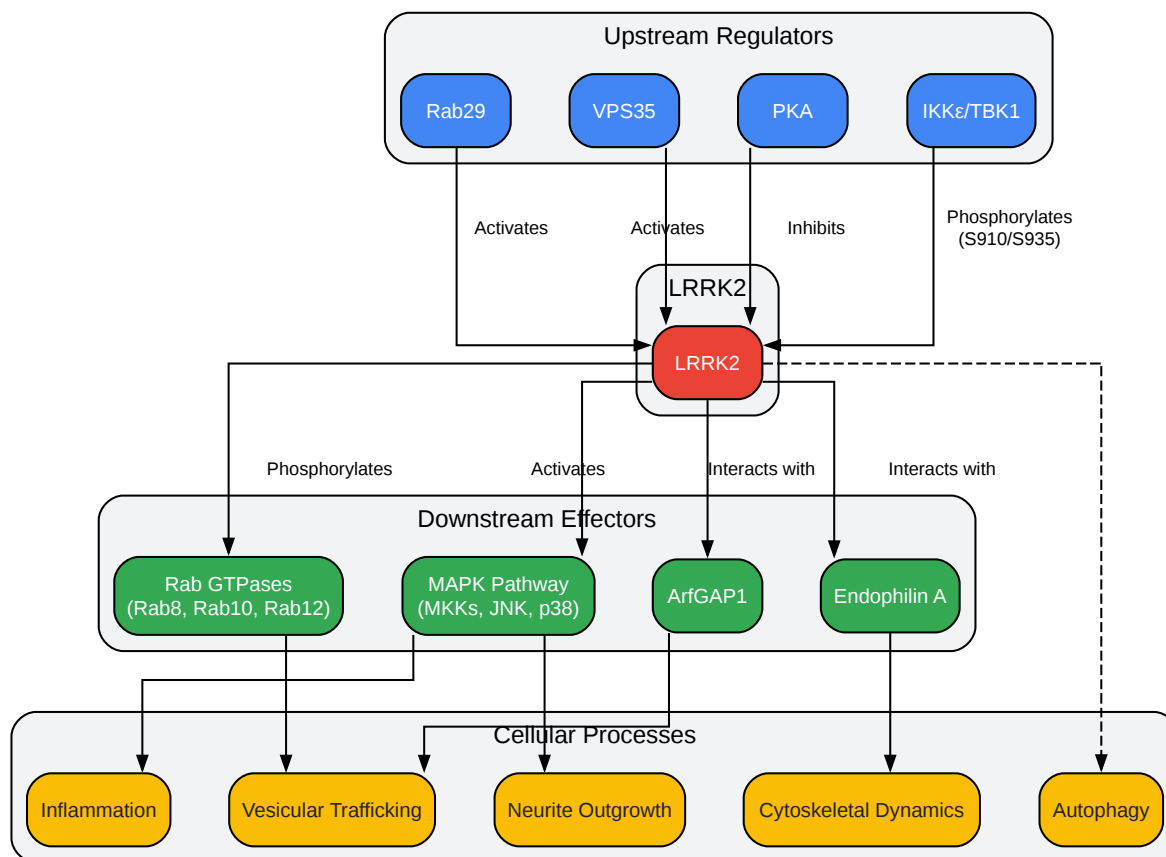 Upstream Regulators
Rab29
VPS35
PKA
IKKε/TBK1
Activates
Activates
Inhibits
Phosphorylates
(S910/S935)
LRRK2
LRRK2
Phosphorylates
Activates
Interacts with
Interacts with
Downstream Effectors
Rab GTPases
(Rab8, Rab10, Rab12)
MAPK Pathway
(MKKs, JNK, p38)
ArfGAP1
Endophilin A
Cellular Processes
Inflammation
Vesicular Trafficking
Neurite Outgrowth
Cytoskeletal Dynamics
Autophagy